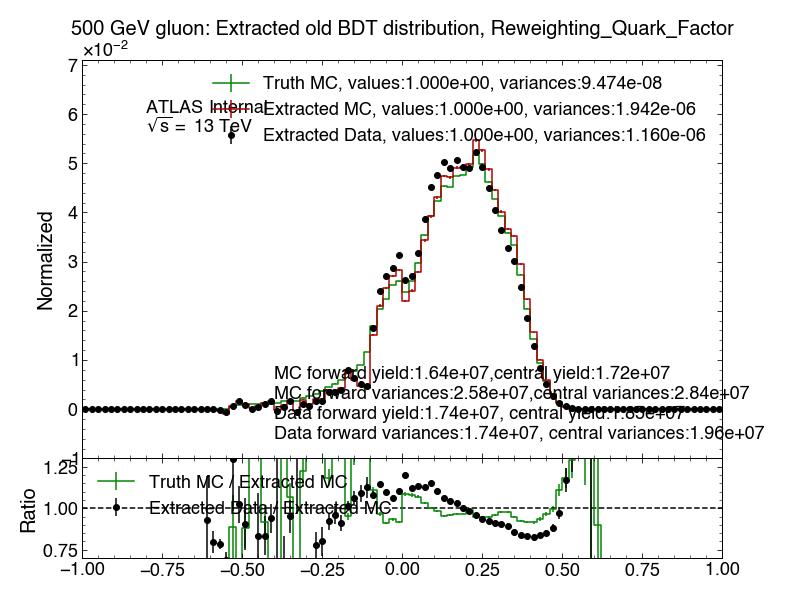 500 GeV gluon: Extracted old BDT distribution, Reweighting_Quark_Factor
×10−2
Truth MC, values:1.000e+00, variances:9.474e-08
ATLAS Internal
Extracted MC, values:1.000e+00, variances:1.942e-06
√s = 13 TeV
Extracted Data, values:1.000e+00, variances:1.160e-06
7
6
5
4
3
2
1
0
−1
Normalized
MC forward yield:1.64e+07,central yield:1.72e+07
MC forward variances:2.58e+07,central variances:2.84e+07
Data forward yield:1.74e+07, central yield:1.85e+07
Data forward variances:1.74e+07, central variances:1.96e+07
Truth MC / Extracted MC
Extracted Data / Extracted MC
1.25
1.00
0.75
Ratio
−1.00 −0.75 −0.50 −0.25 0.00 0.25 0.50 0.75 1.00